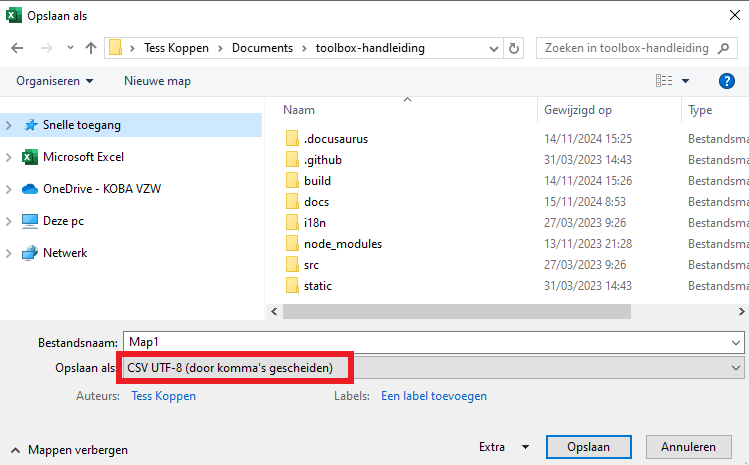 Opslaan als
Tess Koppen > Documents > toolbox-handleiding
Zoeken in toolbox-handleiding
Organiseren Nieuwe map
Naam Gewijzigd op Type
Snelle toegang
Microsoft Excel
OneDrive - KOBA VZW
Deze pc
Netwerk
.docusaurus 14/11/2024 15:25 Bestandsma
.github 31/03/2023 14:43 Bestandsma
build 14/11/2024 15:26 Bestandsma
docs 15/11/2024 8:53 Bestandsma
i18n 27/03/2023 9:26 Bestandsma
node_modules 13/11/2023 21:28 Bestandsma
src 27/03/2023 9:26 Bestandsma
static 31/03/2023 14:43 Bestandsma
Bestandsnaam: Map1
Opslaan als: CSV UTF-8 (door komma's gescheiden)
Auteurs: Tess Koppen Labels: Een label toevoegen
Mappen verbergen Extra Opslaan Annuleren